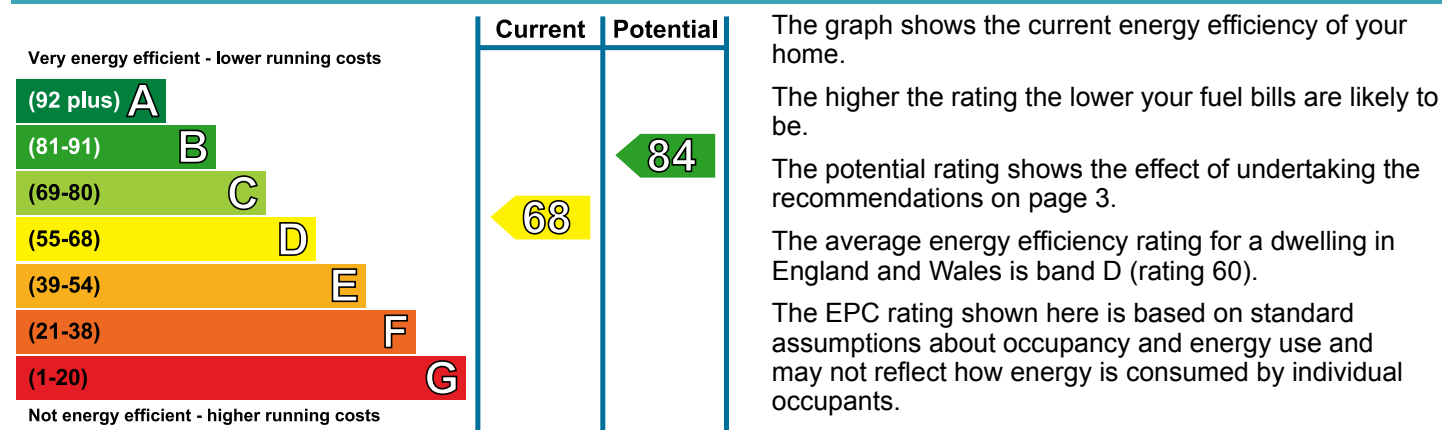 Current Potential
Very energy efficient - lower running costs
(92 plus) A
(81-91) B
84
(69-80) C
68
(55-68) D
(39-54) E
(21-38) F
(1-20) G
Not energy efficient - higher running costs
The graph shows the current energy efficiency of your
home.
The higher the rating the lower your fuel bills are likely to
be.
The potential rating shows the effect of undertaking the
recommendations on page 3.
The average energy efficiency rating for a dwelling in
England and Wales is band D (rating 60).
The EPC rating shown here is based on standard
assumptions about occupancy and energy use and
may not reflect how energy is consumed by individual
occupants.